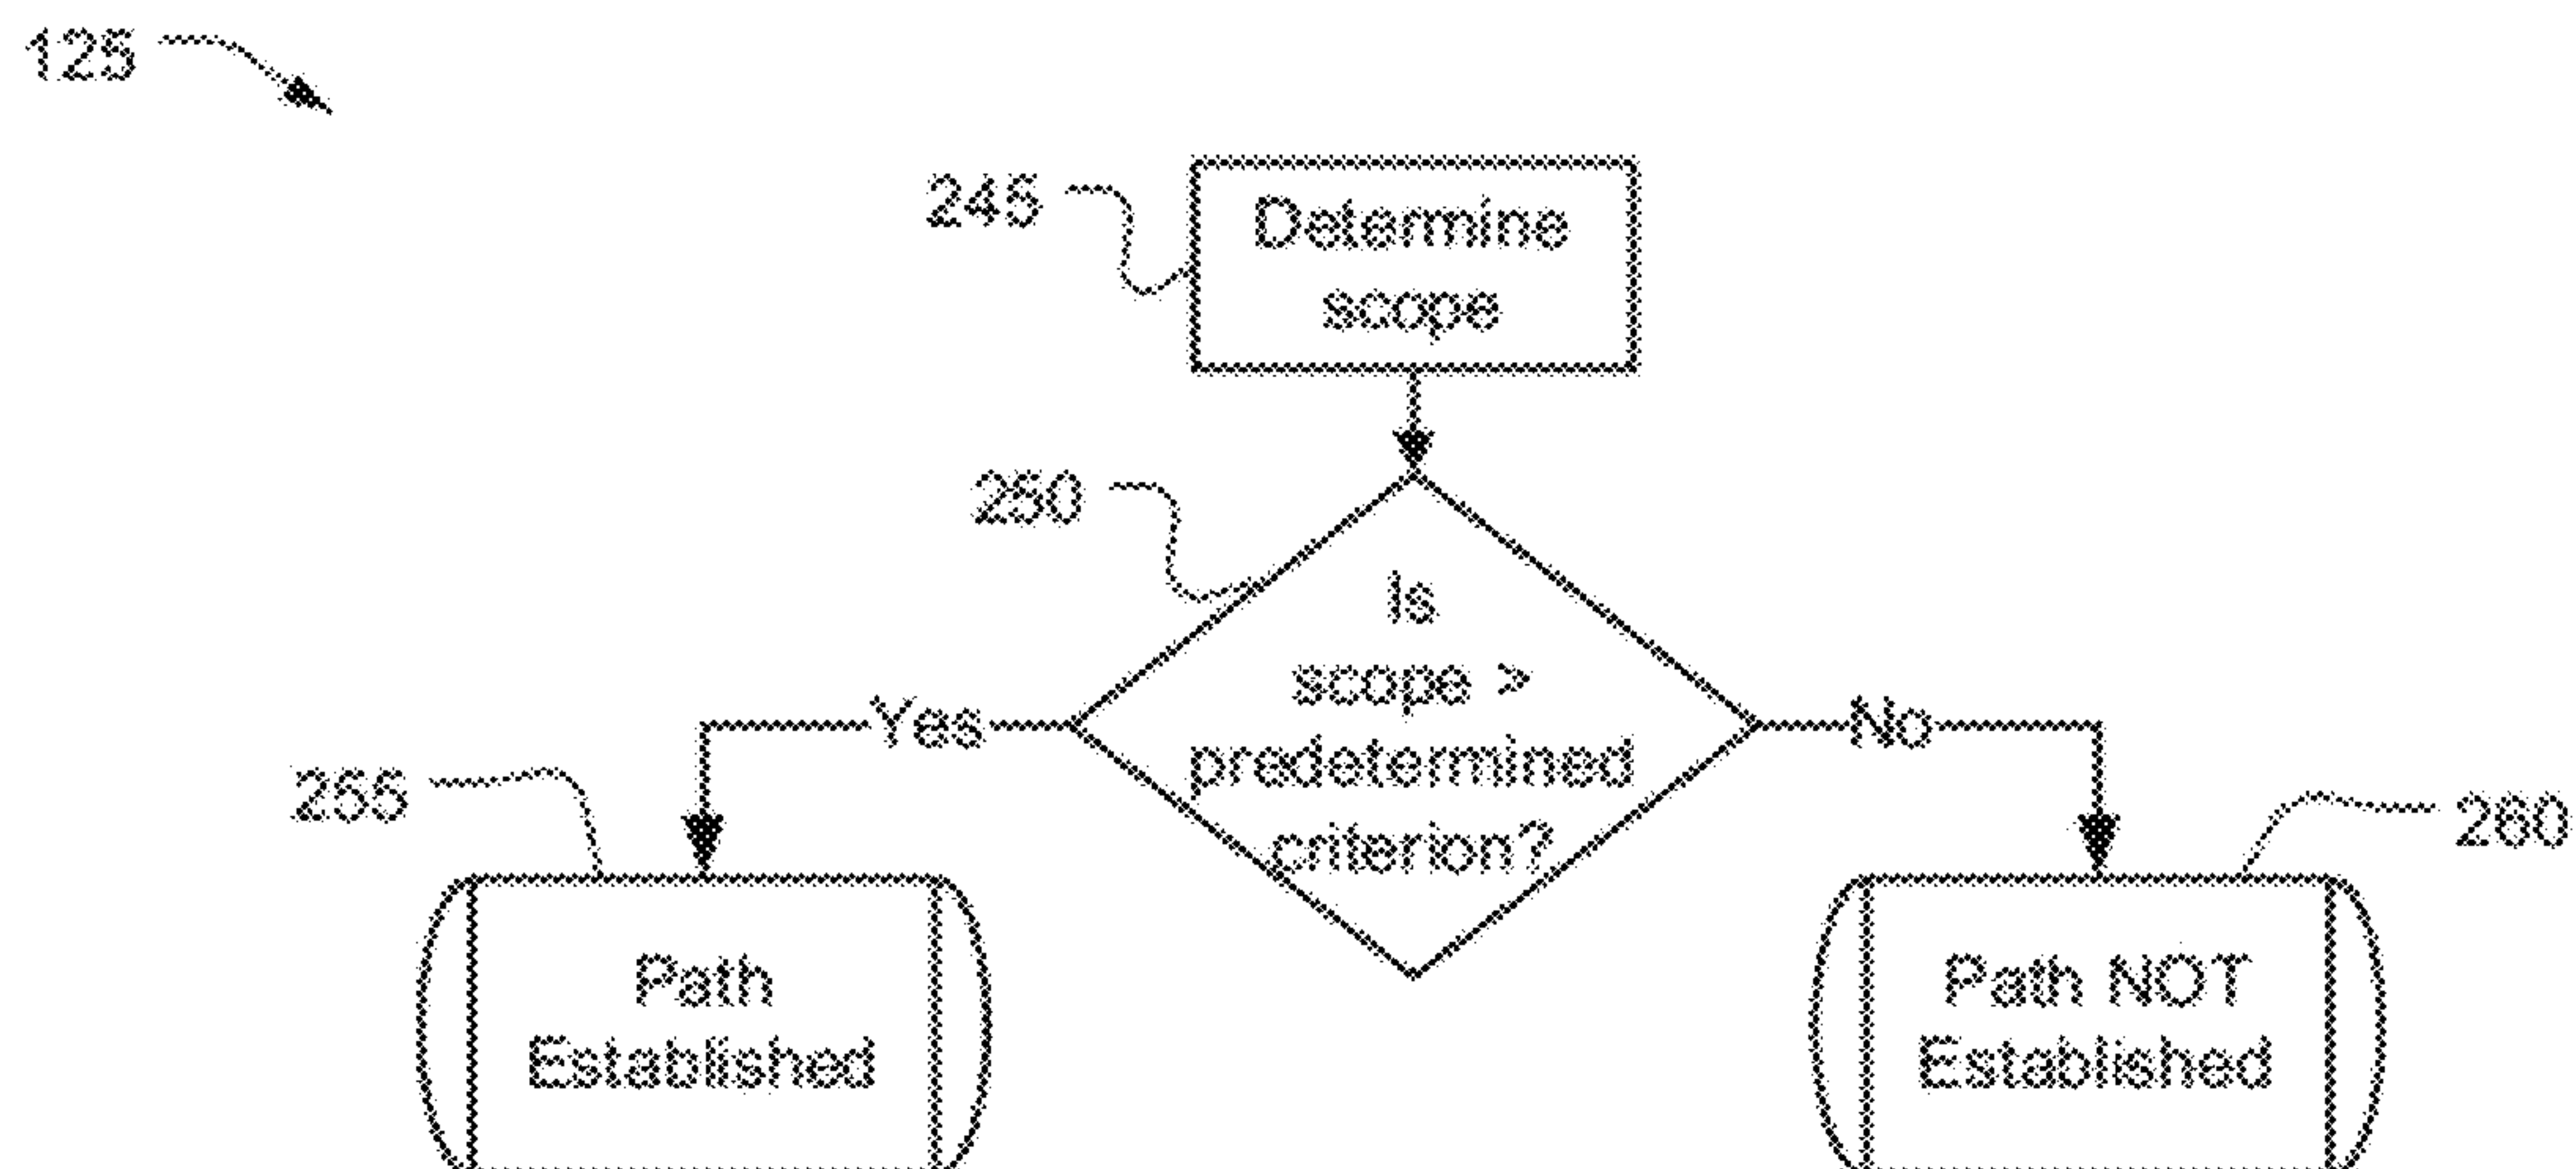 125
245
Determine
scope
250
Is
scope >
predetermined
criterion?
Yes
No
255
260
Path
Established
Path NOT
Established